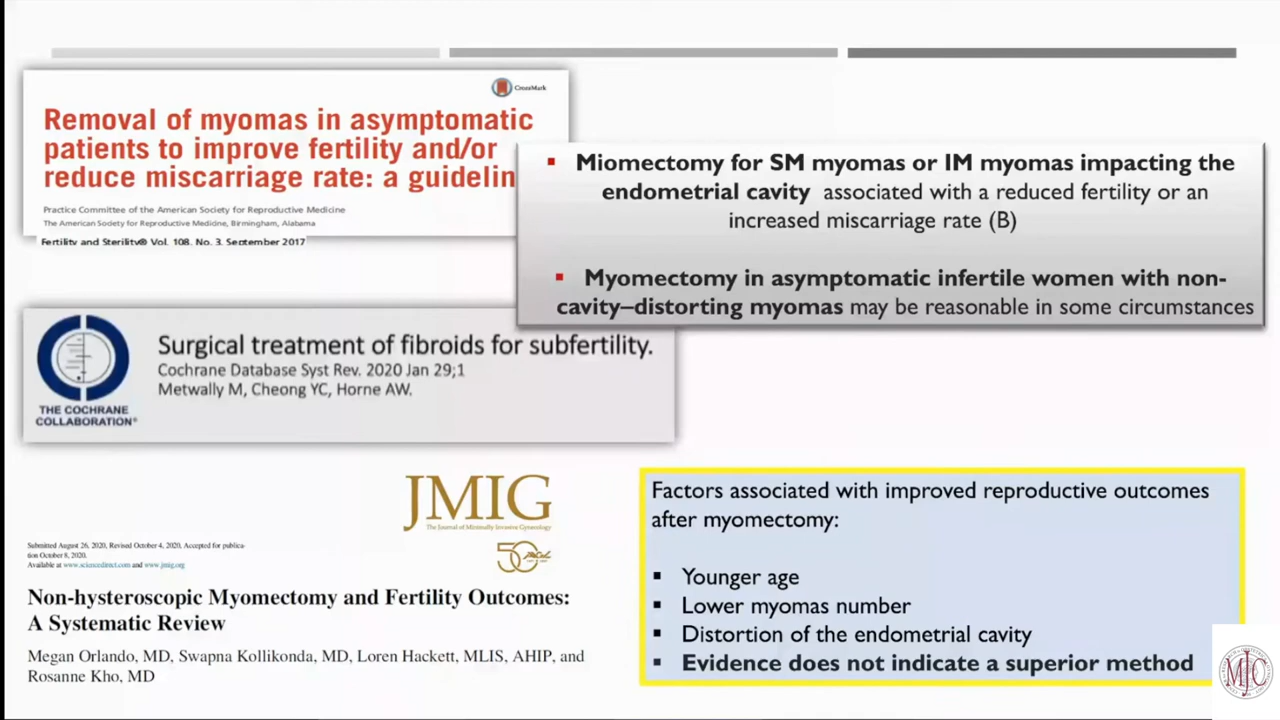 CrossMark
Removal of myomas in asymptomatic
patients to improve fertility and/or
reduce miscarriage rate: a guidelin
Practice Committee of the American Society for Reproductive Medicine
The American Society for Reproductive Medicine, Birmingham, Alabama
Fertility and Sterility® Vol. 108, No. 3, September 2017
▪ Miomectomy for SM myomas or IM myomas impacting the
endometrial cavity associated with a reduced fertility or an
increased miscarriage rate (B)
▪ Myomectomy in asymptomatic infertile women with non-
cavity–distorting myomas may be reasonable in some circumstances
Surgical treatment of fibroids for subfertility.
Cochrane Database Syst Rev. 2020 Jan 29;1
Metwally M, Cheong YC, Horne AW.
THE COCHRANE
COLLABORATION®
JMIG
The Journal of Minimally Invasive Gynecology
50
Submitted August 26, 2020, Revised October 4, 2020, Accepted for publica-
tion October 8, 2020.
Available at www.sciencedirect.com and www.jmig.org
Non-hysteroscopic Myomectomy and Fertility Outcomes:
A Systematic Review
Megan Orlando, MD, Swapna Kollikonda, MD, Loren Hackett, MLIS, AHIP, and
Rosanne Kho, MD
Factors associated with improved reproductive outcomes
after myomectomy:
▪ Younger age
▪ Lower myomas number
▪ Distortion of the endometrial cavity
▪ Evidence does not indicate a superior method
MJC